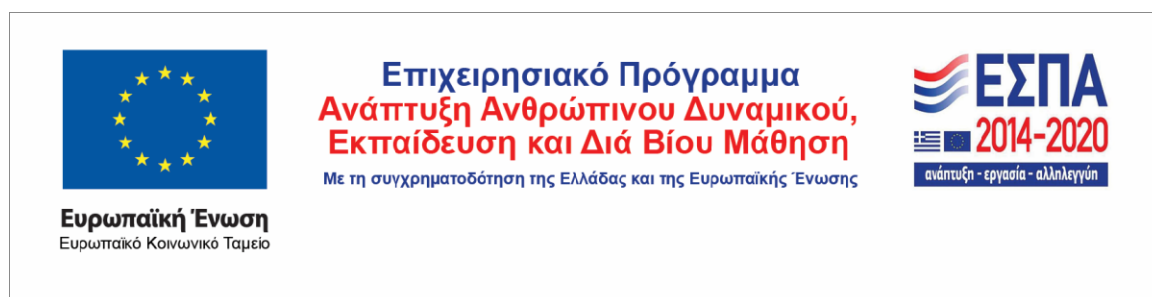 Ευρωπαϊκή Ένωση
Ευρωπαϊκό Κοινωνικό Ταμείο
Επιχειρησιακό Πρόγραμμα
Ανάπτυξη Ανθρώπινου Δυναμικού,
Εκπαίδευση και Διά Βίου Μάθηση
Με τη συγχρηματοδότηση της Ελλάδας και της Ευρωπαϊκής Ένωσης
ΕΣΠΑ
2014-2020
ανάπτυξη - εργασία - αλληλεγγύη